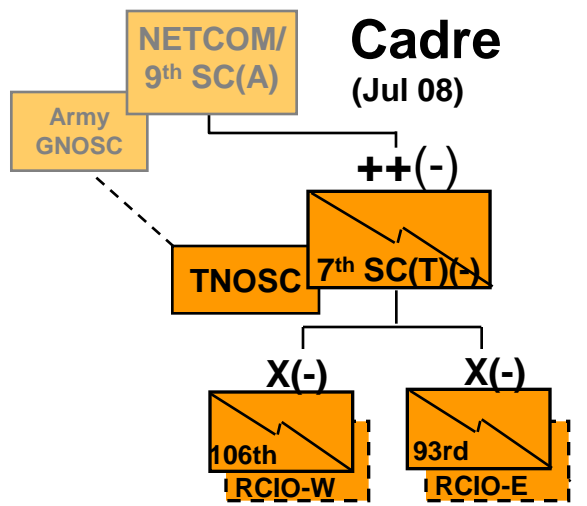 NETCOM/
9th SC(A)
Cadre
(Jul 08)
Army
GNOSC
++(-)
7th SC(T)(-)
TNOSC
X(-)
X(-)
106th
93rd
RCIO-W
RCIO-E